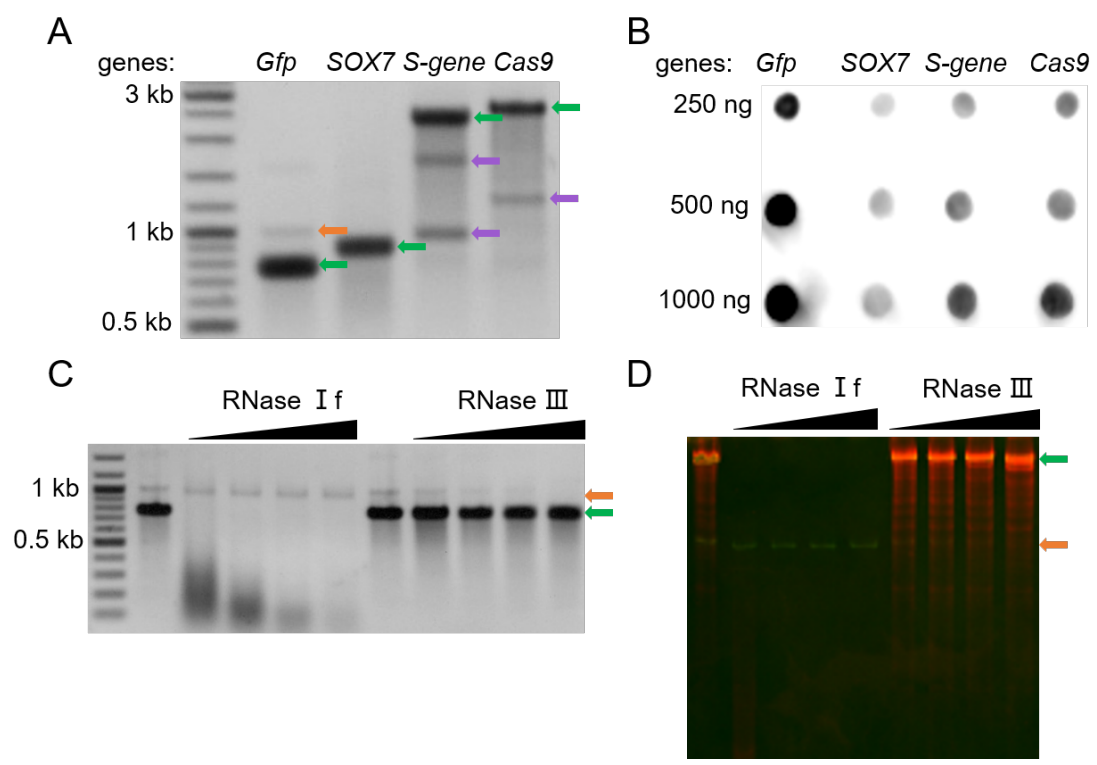 A
genes: Gfp SOX7 S-gene Cas9
3 kb
1 kb
0.5 kb
B
genes: Gfp SOX7 S-gene Cas9
250 ng
500 ng
1000 ng
C
RNase Ⅰf RNase Ⅲ
1 kb
0.5 kb
D
RNase Ⅰf RNase Ⅲ